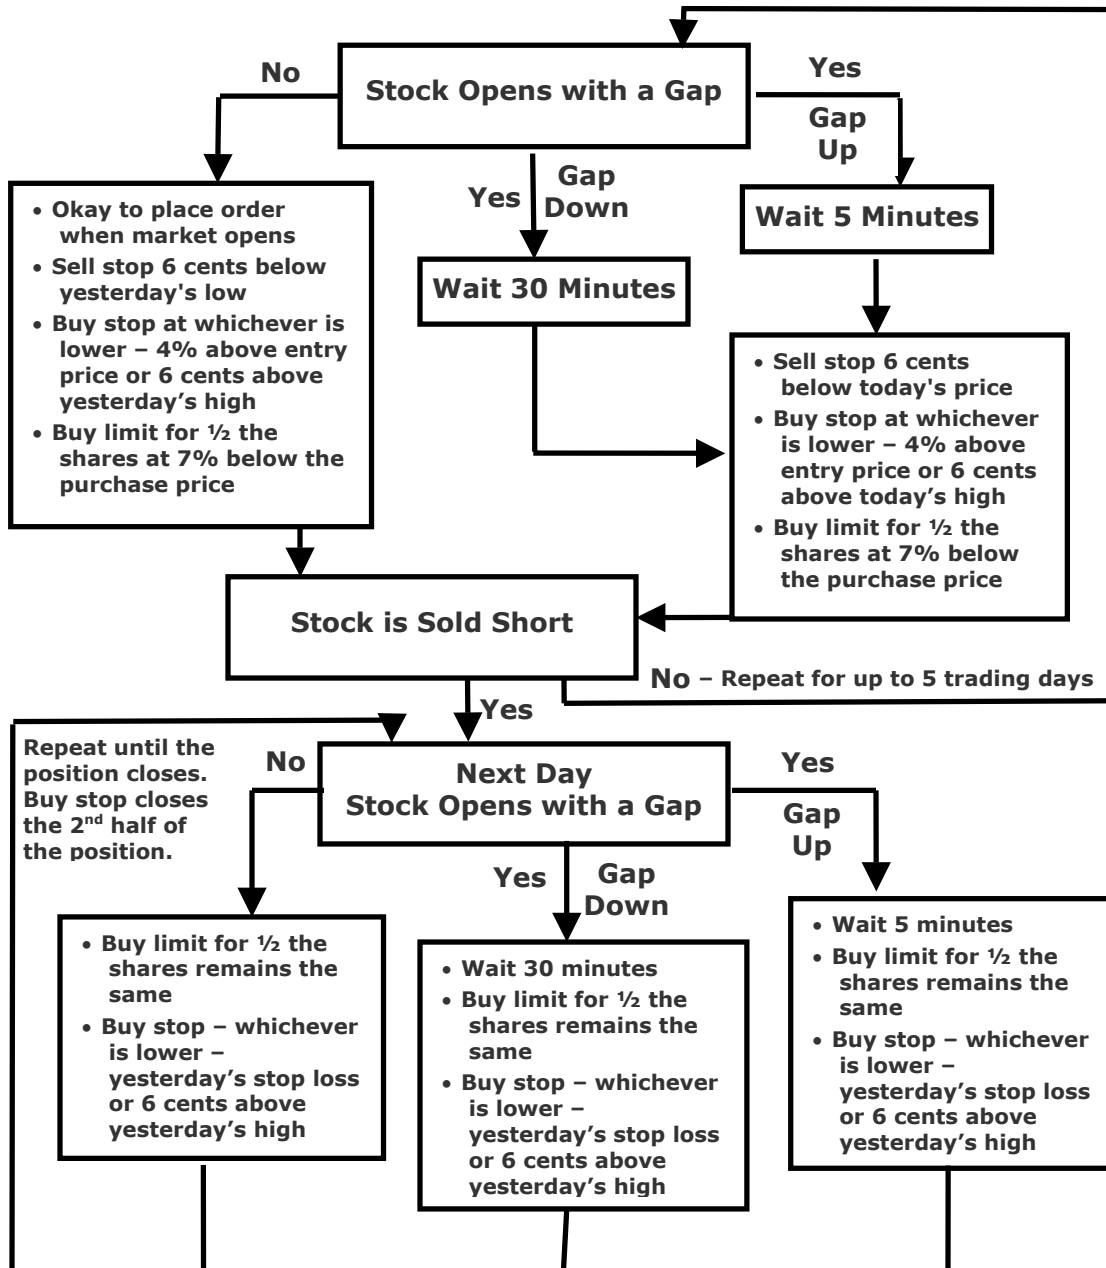 Stock Opens with a Gap
No
Yes
Gap
Up
Yes
Gap
Down
• Okay to place order
when market opens
• Sell stop 6 cents below
yesterday's low
• Buy stop at whichever is
lower – 4% above entry
price or 6 cents above
yesterday’s high
• Buy limit for ½ the
shares at 7% below the
purchase price
Wait 30 Minutes
Wait 5 Minutes
• Sell stop 6 cents
below today's price
• Buy stop at whichever
is lower – 4% above
entry price or 6 cents
above today’s high
• Buy limit for ½ the
shares at 7% below
the purchase price
Stock is Sold Short
No – Repeat for up to 5 trading days
Yes
Repeat until the
position closes.
Buy stop closes
the 2nd half of
the position.
No
Next Day
Stock Opens with a Gap
Yes
Gap
Up
Yes
Gap
Down
• Buy limit for ½ the
shares remains the
same
• Buy stop – whichever
is lower –
yesterday’s stop loss
or 6 cents above
yesterday’s high
• Wait 30 minutes
• Buy limit for ½ the
shares remains the
same
• Buy stop – whichever
is lower –
yesterday’s stop loss
or 6 cents above
yesterday’s high
• Wait 5 minutes
• Buy limit for ½ the
shares remains the
same
• Buy stop – whichever
is lower –
yesterday’s stop loss
or 6 cents above
yesterday’s high